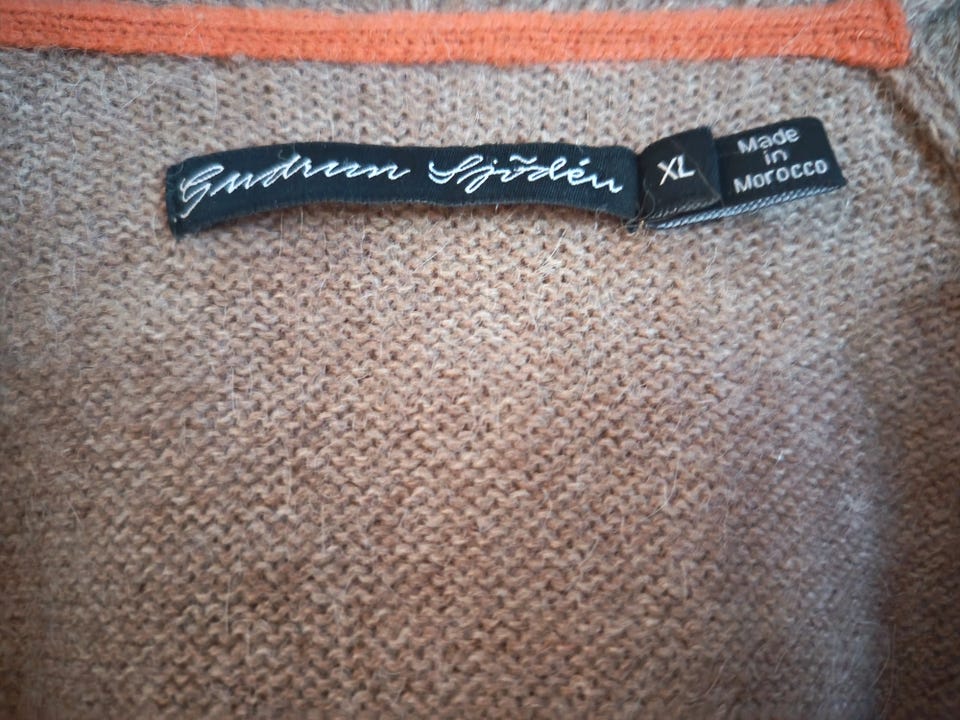 Gudrun Sjödén
XL
Made
in
Morocco